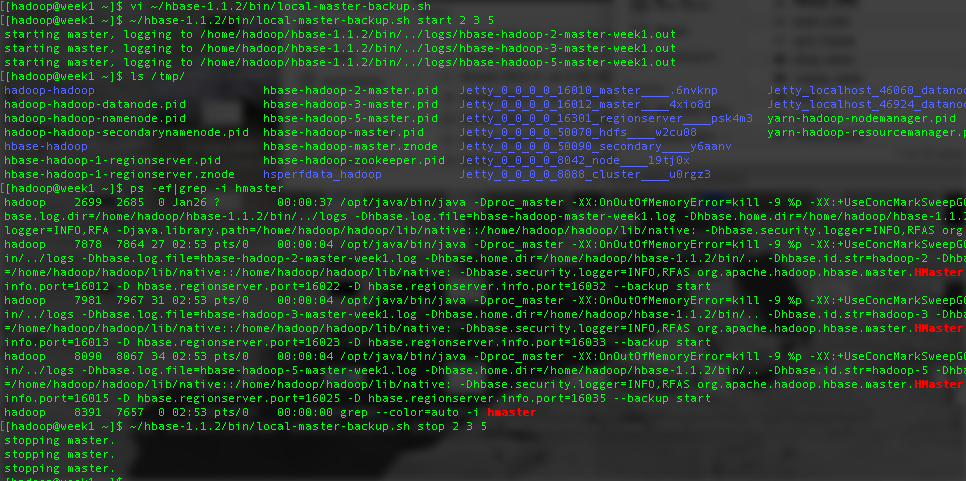 [[hadoop@week1 ~]$ vi ~/hbase-1.1.2/bin/local-master-backup.sh
[[hadoop@week1 ~]$ ~/hbase-1.1.2/bin/local-master-backup.sh start 2 3 5
starting master, logging to /home/hadoop/hbase-1.1.2/bin/../logs/hbase-hadoop-2-master-week1.out
starting master, logging to /home/hadoop/hbase-1.1.2/bin/../logs/hbase-hadoop-3-master-week1.out
starting master, logging to /home/hadoop/hbase-1.1.2/bin/../logs/hbase-hadoop-5-master-week1.out
[[hadoop@week1 ~]$ ls /tmp/
hadoop-hadoop hbase-hadoop-2-master.pid Jetty_0_0_0_0_16010_master____.6nvknp Jetty_localhost_46060_datano
hadoop-hadoop-datanode.pid hbase-hadoop-3-master.pid Jetty_0_0_0_0_16012_master____4xio8d Jetty_localhost_46924_datano
hadoop-hadoop-namenode.pid hbase-hadoop-5-master.pid Jetty_0_0_0_0_16301_regionserver____psk4m3 yarn-hadoop-nodemanager.pid
hadoop-hadoop-secondarynamenode.pid hbase-hadoop-master.pid Jetty_0_0_0_0_50070_hdfs____w2cu08 yarn-hadoop-resourcemanager.p
hbase-hadoop hbase-hadoop-master.znode Jetty_0_0_0_0_50090_secondary____y6aanv
hbase-hadoop-1-regionserver.pid hbase-hadoop-zookeeper.pid Jetty_0_0_0_0_8042_node____19tj0x
hbase-hadoop-1-regionserver.znode hsperfdata_hadoop Jetty_0_0_0_0_8088_cluster____u0rgz3
[[hadoop@week1 ~]$ ps -ef|grep -i hmaster
hadoop 2699 2685 0 Jan26 ? 00:00:37 /opt/java/bin/java -Dproc_master -XX:OnOutOfMemoryError=kill -9 %p -XX:+UseConcMarkSweepG
base.log.dir=/home/hadoop/hbase-1.1.2/bin/../logs -Dhbase.log.file=hbase-hadoop-master-week1.log -Dhbase.home.dir=/home/hadoop/hbase-1.1.2
logger=INFO,RFA -Djava.library.path=/home/hadoop/hadoop/lib/native::/home/hadoop/hadoop/lib/native: -Dhbase.security.logger=INFO,RFAS org
hadoop 7878 7864 27 02:53 pts/0 00:00:04 /opt/java/bin/java -Dproc_master -XX:OnOutOfMemoryError=kill -9 %p -XX:+UseConcMarkSweepG
in/../logs -Dhbase.log.file=hbase-hadoop-2-master-week1.log -Dhbase.home.dir=/home/hadoop/hbase-1.1.2/bin/.. -Dhbase.id.str=hadoop-2 -Dhb
=/home/hadoop/hadoop/lib/native::/home/hadoop/hadoop/lib/native: -Dhbase.security.logger=INFO,RFAS org.apache.hadoop.hbase.master.HMaster
info.port=16012 -D hbase.regionserver.port=16022 -D hbase.regionserver.info.port=16032 --backup start
hadoop 7981 7967 31 02:53 pts/0 00:00:04 /opt/java/bin/java -Dproc_master -XX:OnOutOfMemoryError=kill -9 %p -XX:+UseConcMarkSweepG
in/../logs -Dhbase.log.file=hbase-hadoop-3-master-week1.log -Dhbase.home.dir=/home/hadoop/hbase-1.1.2/bin/.. -Dhbase.id.str=hadoop-3 -Dhb
=/home/hadoop/hadoop/lib/native::/home/hadoop/hadoop/lib/native: -Dhbase.security.logger=INFO,RFAS org.apache.hadoop.hbase.master.HMaster
info.port=16013 -D hbase.regionserver.port=16023 -D hbase.regionserver.info.port=16033 --backup start
hadoop 8090 8067 34 02:53 pts/0 00:00:04 /opt/java/bin/java -Dproc_master -XX:OnOutOfMemoryError=kill -9 %p -XX:+UseConcMarkSweepG
in/../logs -Dhbase.log.file=hbase-hadoop-5-master-week1.log -Dhbase.home.dir=/home/hadoop/hbase-1.1.2/bin/.. -Dhbase.id.str=hadoop-5 -Dhb
=/home/hadoop/hadoop/lib/native::/home/hadoop/hadoop/lib/native: -Dhbase.security.logger=INFO,RFAS org.apache.hadoop.hbase.master.HMaster
info.port=16015 -D hbase.regionserver.port=16025 -D hbase.regionserver.info.port=16035 --backup start
hadoop 8391 7657 0 02:53 pts/0 00:00:00 grep --color=auto -i hmaster
[[hadoop@week1 ~]$ ~/hbase-1.1.2/bin/local-master-backup.sh stop 2 3 5
stopping master.
stopping master.
stopping master.